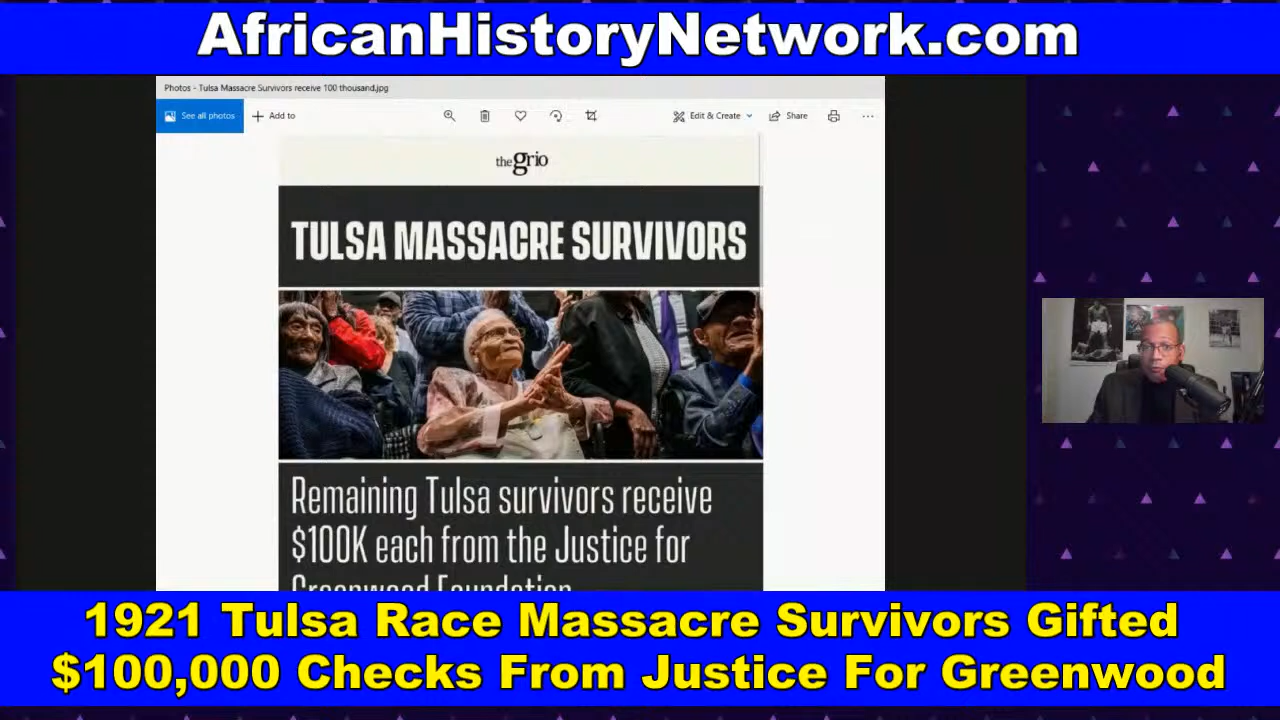 AfricanHistoryNetwork.com
Photos - Tulsa Massacre Survivors receive 100 thousand.jpg
See all photos + Add to Edit & Create Share
thegrio
TULSA MASSACRE SURVIVORS
Remaining Tulsa survivors receive
$100K each from the Justice for
Greenwood Foundation
1921 Tulsa Race Massacre Survivors Gifted
$100,000 Checks From Justice For Greenwood